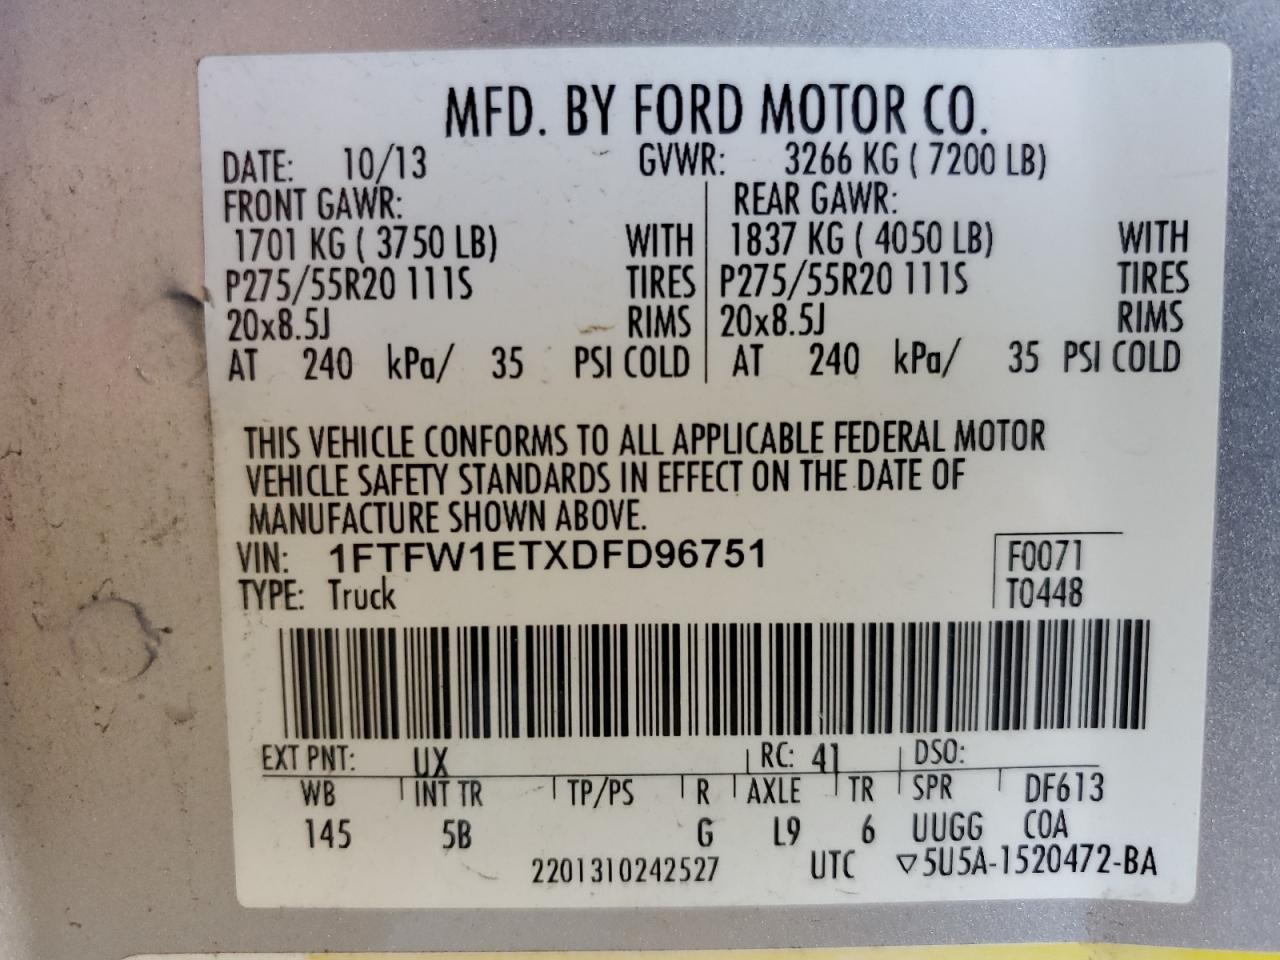 MFD. BY FORD MOTOR CO.
DATE: 10/13 GVWR: 3266 KG ( 7200 LB)
FRONT GAWR: REAR GAWR:
1701 KG ( 3750 LB) WITH 1837 KG ( 4050 LB) WITH
P275/55R20 111S TIRES P275/55R20 111S TIRES
20x8.5J RIMS 20x8.5J RIMS
AT 240 kPa/ 35 PSI COLD AT 240 kPa/ 35 PSI COLD
THIS VEHICLE CONFORMS TO ALL APPLICABLE FEDERAL MOTOR
VEHICLE SAFETY STANDARDS IN EFFECT ON THE DATE OF
MANUFACTURE SHOWN ABOVE.
VIN: 1FTFW1ETXDFD96751 F0071
TYPE: Truck T0448
EXT PNT: UX RC: 41 DSO:
WB INT TR TP/PS R AXLE TR SPR DF613
145 5B G L9 6 UUGG COA
2201310242527 UTC ▽5U5A-1520472-BA